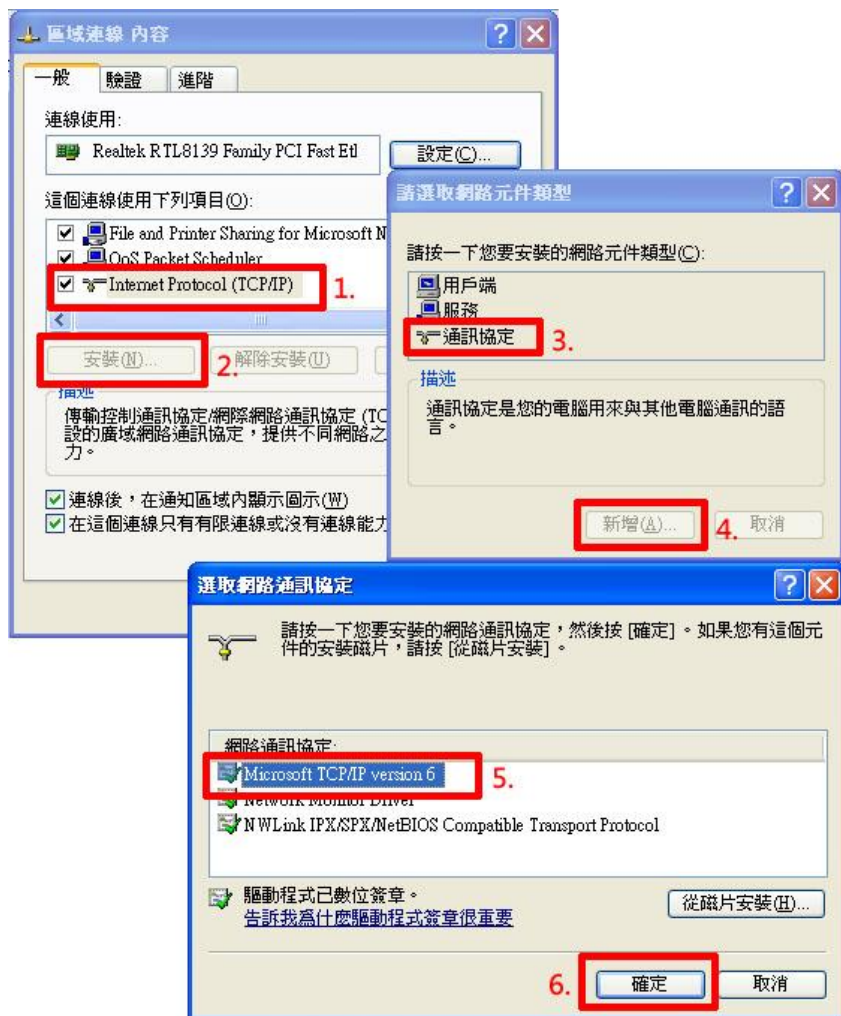 區域連線 內容
一般
驗證
進階
連線使用:
Realtek RTL8139 Family PCI Fast Etl
設定(C)...
這個連線使用下列項目(O):
File and Printer Sharing for Microsoft N
QoS Packet Scheduler
Internet Protocol (TCP/IP)
1.
安裝(N)...
2.
解除安裝(U)
描述
傳輸控制通訊協定/網際網路通訊協定 (TC
設的廣域網路通訊協定，提供不同網路之
力。
連線後，在通知區域內顯示圖示(W)
在這個連線只有有限連線或沒有連線能力
請選取網路元件類型
請按一下您要安裝的網路元件類型(C):
用戶端
服務
通訊協定
3.
描述
通訊協定是您的電腦用來與其他電腦通訊的語
言。
新增(A)...
4.
取消
選取網路通訊協定
請按一下您要安裝的網路通訊協定，然後按 [確定]。如果您有這個元
件的安裝磁片，請按 [從磁片安裝]。
網路通訊協定:
Microsoft TCP/IP version 6
5.
Network Monitor Driver
NWLink IPX/SPX/NetBIOS Compatible Transport Protocol
驅動程式已數位簽章。
告訴我為什麼驅動程式簽章很重要
從磁片安裝(H)...
6.
確定
取消